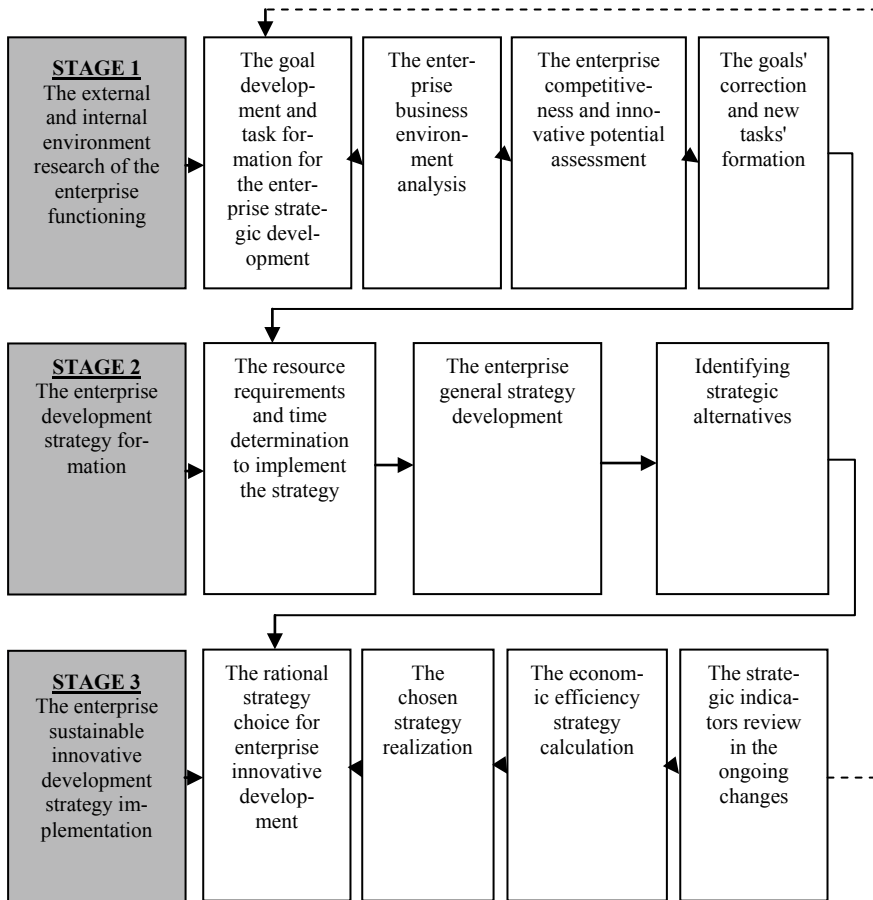 STAGE 1
The external
and internal
environment
research of the
enterprise
functioning
The goal
development
and task for-
mation for
the enter-
prise strate-
gic devel-
opment
The enter-
prise
business
environ-
ment
analysis
The enterprise
competitive-
ness and inno-
vative potential
assessment
The goals'
correction
and new
tasks'
formation
STAGE 2
The enterprise
development
strategy for-
mation
The resource
requirements
and time
determination
to implement
the strategy
The enterprise
general strategy
development
Identifying
strategic
alternatives
STAGE 3
The enterprise
sustainable
innovative
development
strategy im-
plementation
The rational
strategy
choice for
enterprise
innovative
develop-
ment
The
chosen
strategy
realization
The econom-
ic efficiency
strategy
calculation
The strate-
gic indica-
tors review
in the
ongoing
changes